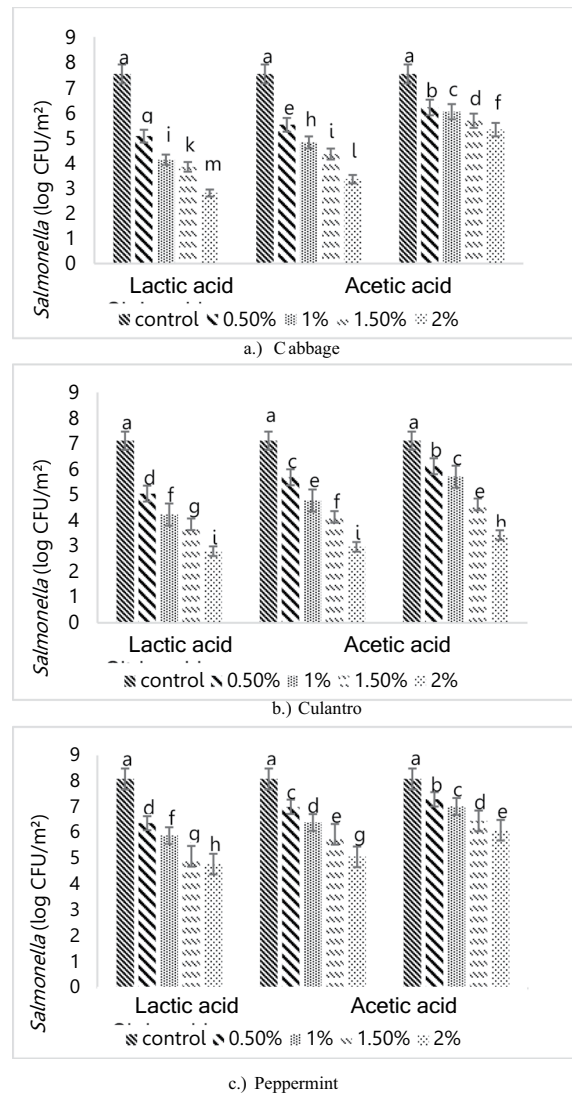 Salmonella (log CFU/m²)
9
8
7
6
5
4
3
2
1
0
a g i k m
a e h i l
a b c d f
Lactic acid Acetic acid
control 0.50% 1% 1.50% 2%
a.) Cabbage
Salmonella (log CFU/m²)
9
8
7
6
5
4
3
2
1
0
a d f g i
a c e f i
a b c e h
Lactic acid Acetic acid
control 0.50% 1% 1.50% 2%
b.) Culantro
Salmonella (log CFU/m²)
9
8
7
6
5
4
3
2
1
0
a d f g h
a c d e g
a b c d e
Lactic acid Acetic acid
control 0.50% 1% 1.50% 2%
c.) Peppermint